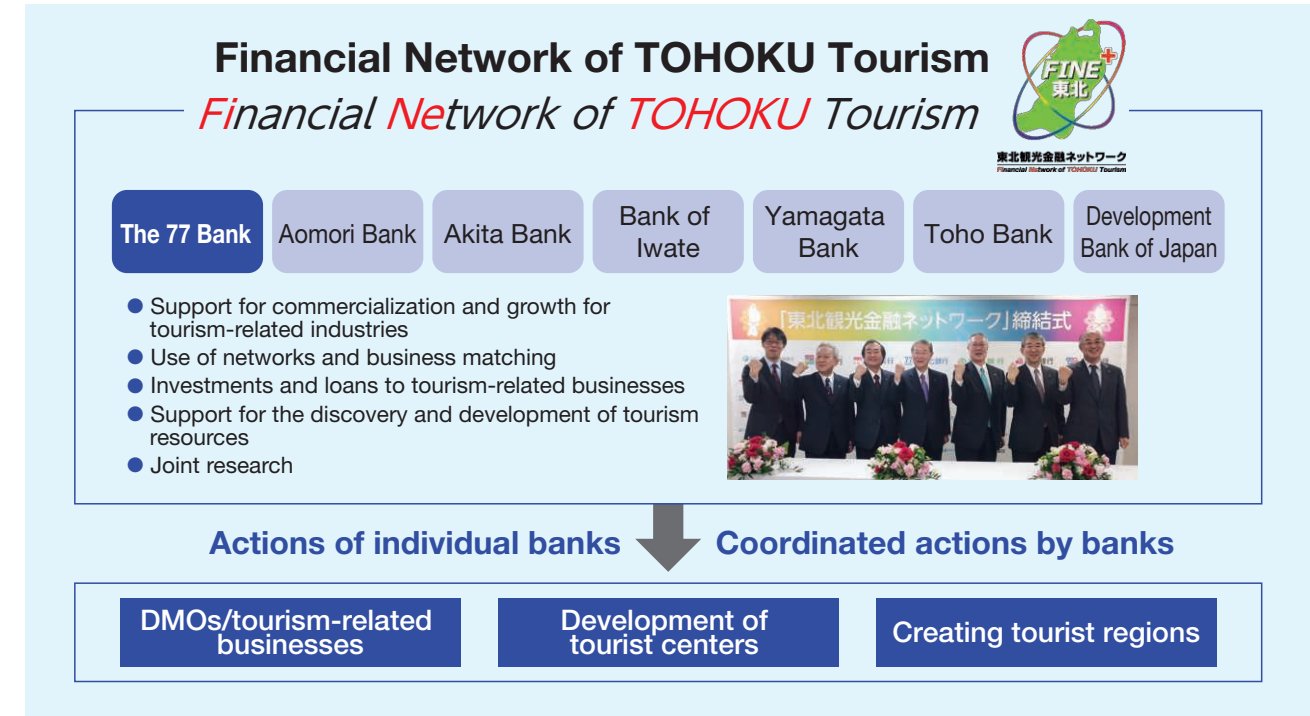 Financial Network of TOHOKU Tourism
Financial Network of TOHOKU Tourism
FINE+
東北
東北観光金融ネットワーク
Financial Network of TOHOKU Tourism
The 77 Bank
Aomori Bank
Akita Bank
Bank of
Iwate
Yamagata
Bank
Toho Bank
Development
Bank of Japan
● Support for commercialization and growth for
tourism-related industries
● Use of networks and business matching
● Investments and loans to tourism-related businesses
● Support for the discovery and development of tourism
resources
● Joint research
「東北観光金融ネットワーク」締結式
Actions of individual banks
Coordinated actions by banks
DMOs/tourism-related
businesses
Development of
tourist centers
Creating tourist regions